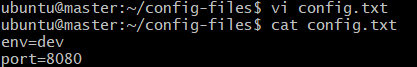 ubuntu@master:~/config-files$ vi config.txt
ubuntu@master:~/config-files$ cat config.txt
env=dev
port=8080